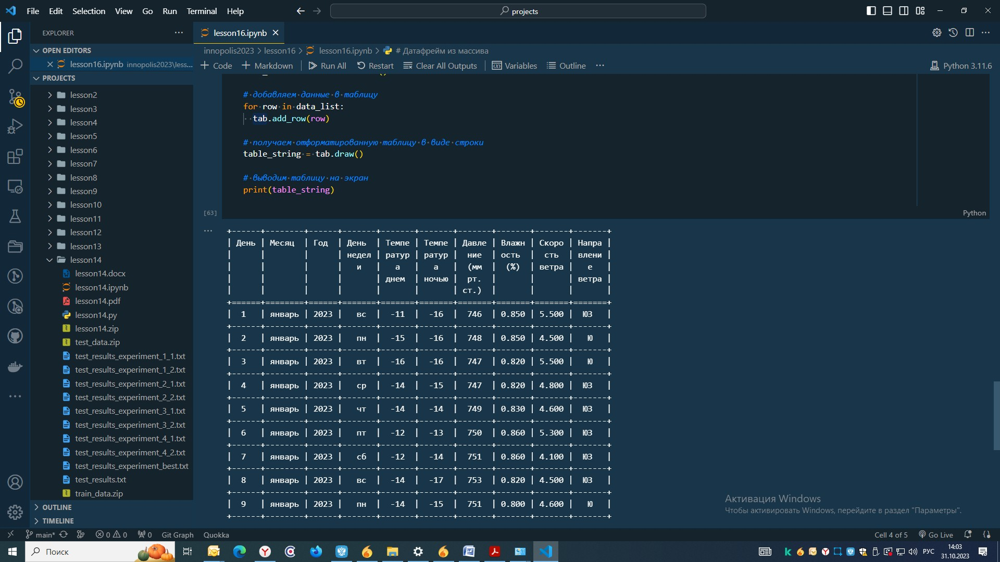 File Edit Selection View Go Run Terminal Help
projects
EXPLORER
lesson16.ipynb
OPEN EDITORS
lesson16.ipynb innopolis2023\less...
PROJECTS
lesson2
lesson3
lesson4
lesson5
lesson6
lesson7
lesson8
lesson9
lesson10
lesson11
lesson12
lesson13
lesson14
lesson14.docx
lesson14.ipynb
lesson14.pdf
lesson14.py
lesson14.zip
test_data.zip
test_results_experiment_1_1.txt
test_results_experiment_1_2.txt
test_results_experiment_2_1.txt
test_results_experiment_2_2.txt
test_results_experiment_3_1.txt
test_results_experiment_3_2.txt
test_results_experiment_4_1.txt
test_results_experiment_4_2.txt
test_results_experiment_best.txt
test_results.txt
train_data.zip
OUTLINE
TIMELINE
innopolis2023 > lesson16 > lesson16.ipynb > # Датафрейм из массива
+ Code + Markdown Run All Restart Clear All Outputs Variables Outline ... Python 3.11.6
# добавляем данные в таблицу
for row in data_list:
tab.add_row(row)
# получаем отформатированную таблицу в виде строки
table_string = tab.draw()
# выводим таблицу на экран
print(table_string)
[63]
Python
+------+--------+------+-------+-------+-------+-------+-------+-------+-------+
| День | Месяц | Год | День | Темпе | Темпе | Давле | Влажн | Скоро | Напра |
| | | | недел | ратур | ратур | ние | ость | сть | влени |
| | | | и | а | а | (мм | (%) | ветра | е |
| | | | | днем | ночью | рт. | | | ветра |
| | | | | | | ст.) | | | |
+======+========+======+=======+=======+=======+=======+=======+=======+=======+
| 1 | январь | 2023 | вс | -11 | -16 | 746 | 0.850 | 5.500 | ЮЗ |
+------+--------+------+-------+-------+-------+-------+-------+-------+-------+
| 2 | январь | 2023 | пн | -15 | -16 | 748 | 0.850 | 4.500 | Ю |
+------+--------+------+-------+-------+-------+-------+-------+-------+-------+
| 3 | январь | 2023 | вт | -16 | -16 | 747 | 0.820 | 5.500 | Ю |
+------+--------+------+-------+-------+-------+-------+-------+-------+-------+
| 4 | январь | 2023 | ср | -14 | -15 | 747 | 0.820 | 4.800 | ЮЗ |
+------+--------+------+-------+-------+-------+-------+-------+-------+-------+
| 5 | январь | 2023 | чт | -14 | -14 | 749 | 0.830 | 4.600 | ЮЗ |
+------+--------+------+-------+-------+-------+-------+-------+-------+-------+
| 6 | январь | 2023 | пт | -12 | -13 | 750 | 0.860 | 5.300 | ЮЗ |
+------+--------+------+-------+-------+-------+-------+-------+-------+-------+
| 7 | январь | 2023 | сб | -12 | -14 | 751 | 0.860 | 4.100 | ЮЗ |
+------+--------+------+-------+-------+-------+-------+-------+-------+-------+
| 8 | январь | 2023 | вс | -14 | -17 | 753 | 0.820 | 4.500 | ЮЗ |
+------+--------+------+-------+-------+-------+-------+-------+-------+-------+
| 9 | январь | 2023 | пн | -14 | -15 | 751 | 0.800 | 4.600 | Ю |
+------+--------+------+-------+-------+-------+-------+-------+-------+-------+
Активация Windows
Чтобы активировать Windows, перейдите в раздел "Параметры".
main* 0 0 0 Git Graph Quokka Cell 4 of 5 Go Live
Поиск
РУС
14:03
31.10.2023